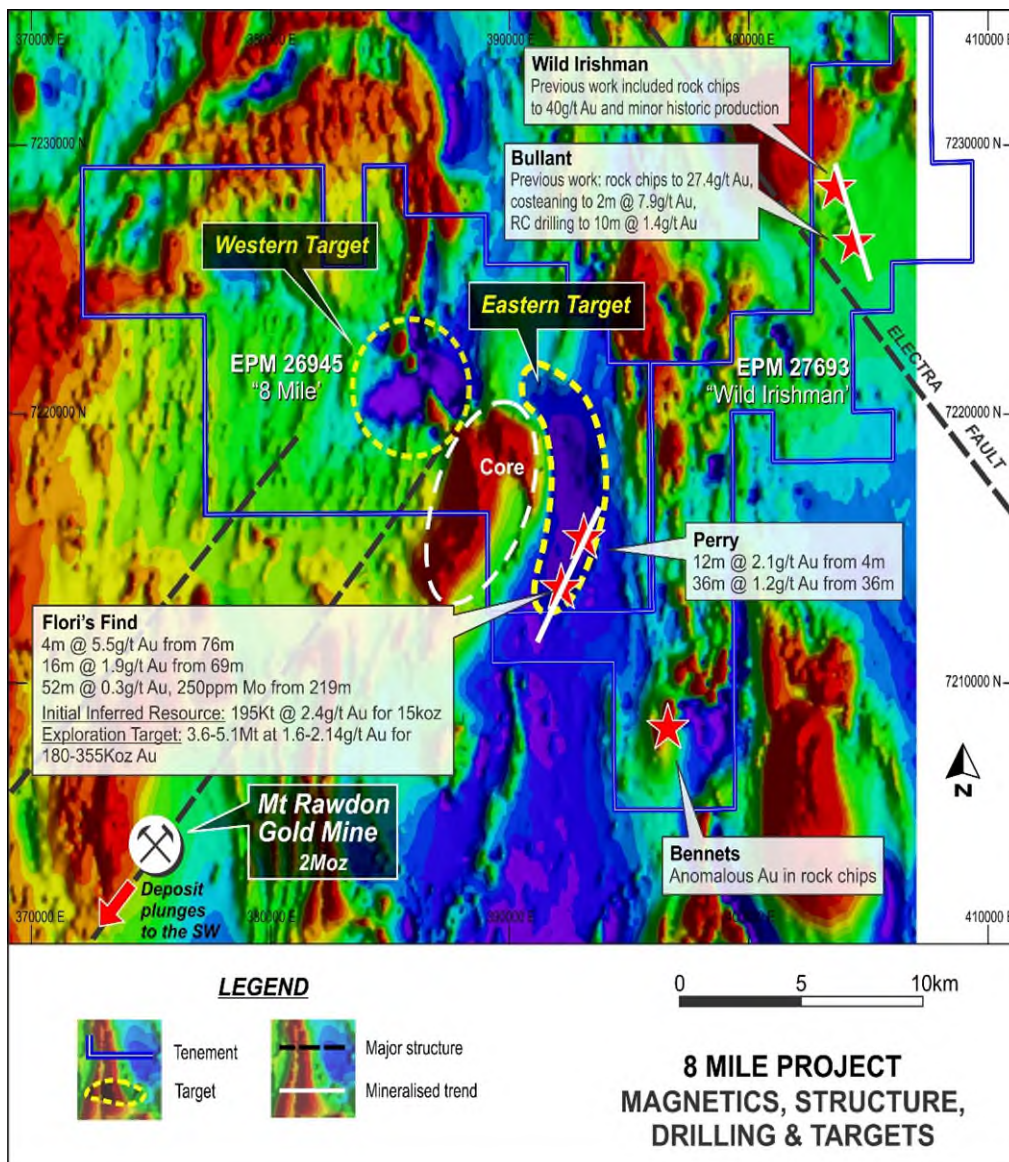 370000 E
380000 E
390000 E
400000 E
410000 E
Wild Irishman
Previous work included rock chips
to 40g/t Au and minor historic production
7230000 N
7230000 N
Bullant
Previous work: rock chips to 27.4g/t Au,
costeaning to 2m @ 7.9g/t Au,
RC drilling to 10m @ 1.4g/t Au
Western Target
Eastern Target
EPM 26945
“8 Mile’
EPM 27693
“Wild Irishman’
ELECTRA
FAULT
7220000 N
7220000 N
Core
Perry
12m @ 2.1g/t Au from 4m
36m @ 1.2g/t Au from 36m
Flori’s Find
4m @ 5.5g/t Au from 76m
16m @ 1.9g/t Au from 69m
52m @ 0.3g/t Au, 250ppm Mo from 219m
Initial Inferred Resource: 195Kt @ 2.4g/t Au for 15koz
Exploration Target: 3.6-5.1Mt at 1.6-2.14g/t Au for
180-355Koz Au
7210000 N
N
Mt Rawdon
Gold Mine
2Moz
Deposit
plunges
to the SW
Bennets
Anomalous Au in rock chips
370000 E
380000 E
390000 E
400000 E
410000 E
LEGEND
Tenement
Target
Major structure
Mineralised trend
0 5 10km
8 MILE PROJECT
MAGNETICS, STRUCTURE,
DRILLING & TARGETS